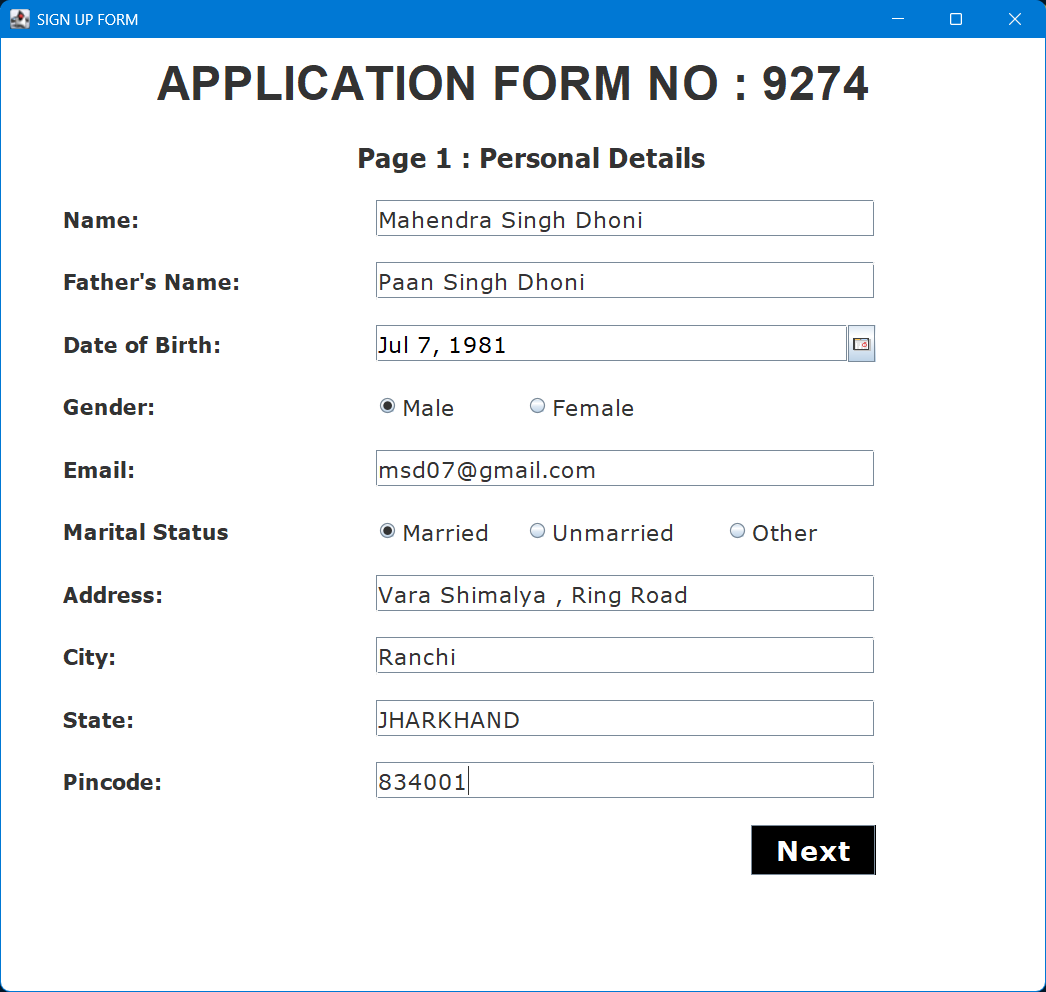 SIGN UP FORM
APPLICATION FORM NO : 9274
Page 1 : Personal Details
Name: Mahendra Singh Dhoni
Father's Name: Paan Singh Dhoni
Date of Birth: Jul 7, 1981
Gender: Male Female
Email: msd07@gmail.com
Marital Status Married Unmarried Other
Address: Vara Shimalya , Ring Road
City: Ranchi
State: JHARKHAND
Pincode: 834001
Next